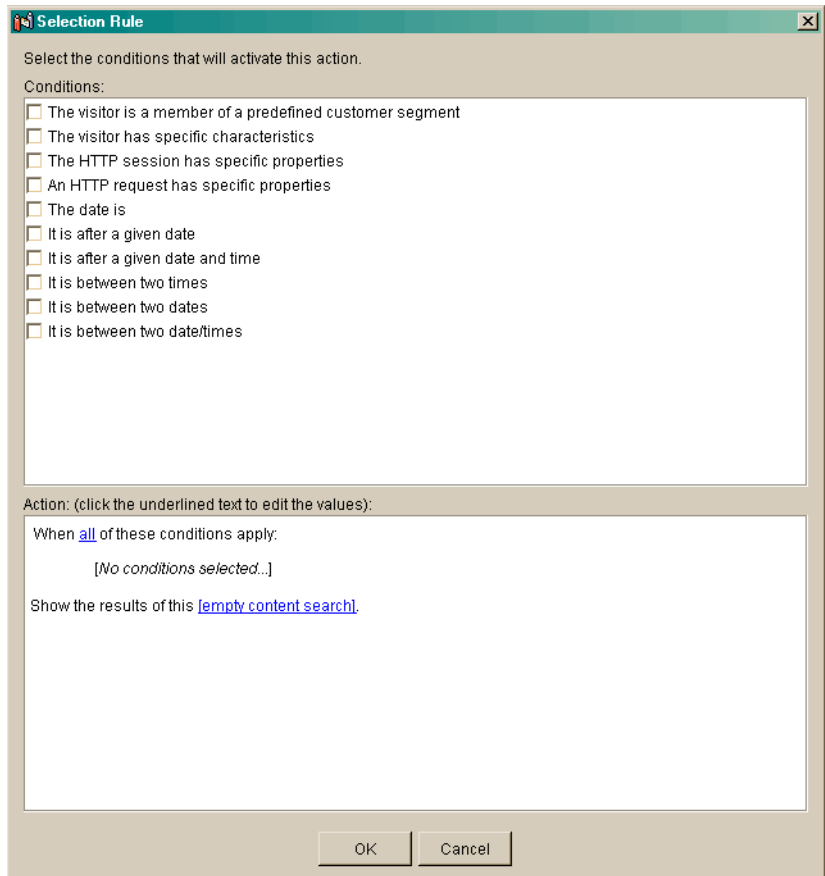 Selection Rule
Select the conditions that will activate this action.
Conditions:
The visitor is a member of a predefined customer segment
The visitor has specific characteristics
The HTTP session has specific properties
An HTTP request has specific properties
The date is
It is after a given date
It is after a given date and time
It is between two times
It is between two dates
It is between two date/times
Action: (click the underlined text to edit the values):
When all of these conditions apply:
[No conditions selected...]
Show the results of this [empty content search].
OK Cancel